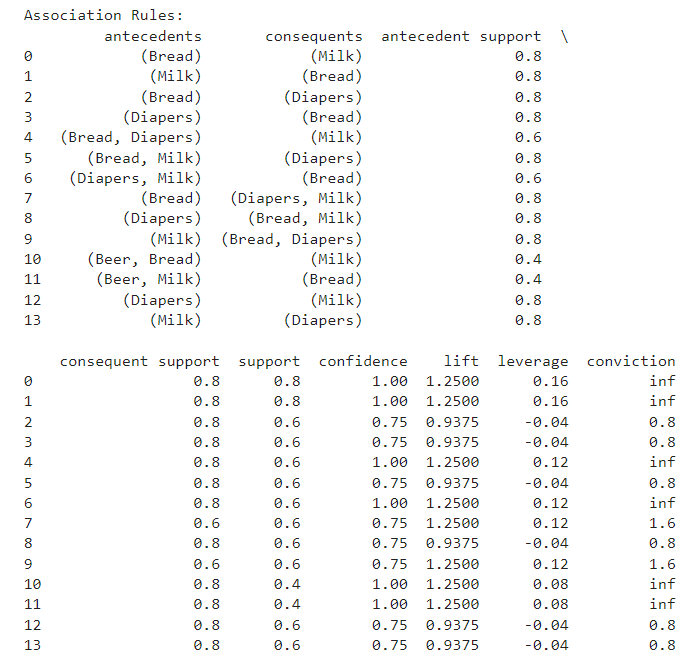 Association Rules:
antecedents consequents antecedent support \
0 (Bread) (Milk) 0.8
1 (Milk) (Bread) 0.8
2 (Bread) (Diapers) 0.8
3 (Diapers) (Bread) 0.8
4 (Bread, Diapers) (Milk) 0.6
5 (Bread, Milk) (Diapers) 0.8
6 (Diapers, Milk) (Bread) 0.6
7 (Bread) (Diapers, Milk) 0.8
8 (Diapers) (Bread, Milk) 0.8
9 (Milk) (Bread, Diapers) 0.8
10 (Beer, Bread) (Milk) 0.4
11 (Beer, Milk) (Bread) 0.4
12 (Diapers) (Milk) 0.8
13 (Milk) (Diapers) 0.8
consequent support support confidence lift leverage conviction
0 0.8 0.8 1.00 1.2500 0.16 inf
1 0.8 0.8 1.00 1.2500 0.16 inf
2 0.8 0.6 0.75 0.9375 -0.04 0.8
3 0.8 0.6 0.75 0.9375 -0.04 0.8
4 0.8 0.6 1.00 1.2500 0.12 inf
5 0.8 0.6 0.75 0.9375 -0.04 0.8
6 0.8 0.6 1.00 1.2500 0.12 inf
7 0.6 0.6 0.75 1.2500 0.12 1.6
8 0.8 0.6 0.75 0.9375 -0.04 0.8
9 0.6 0.6 0.75 1.2500 0.12 1.6
10 0.8 0.4 1.00 1.2500 0.08 inf
11 0.8 0.4 1.00 1.2500 0.08 inf
12 0.8 0.6 0.75 0.9375 -0.04 0.8
13 0.8 0.6 0.75 0.9375 -0.04 0.8